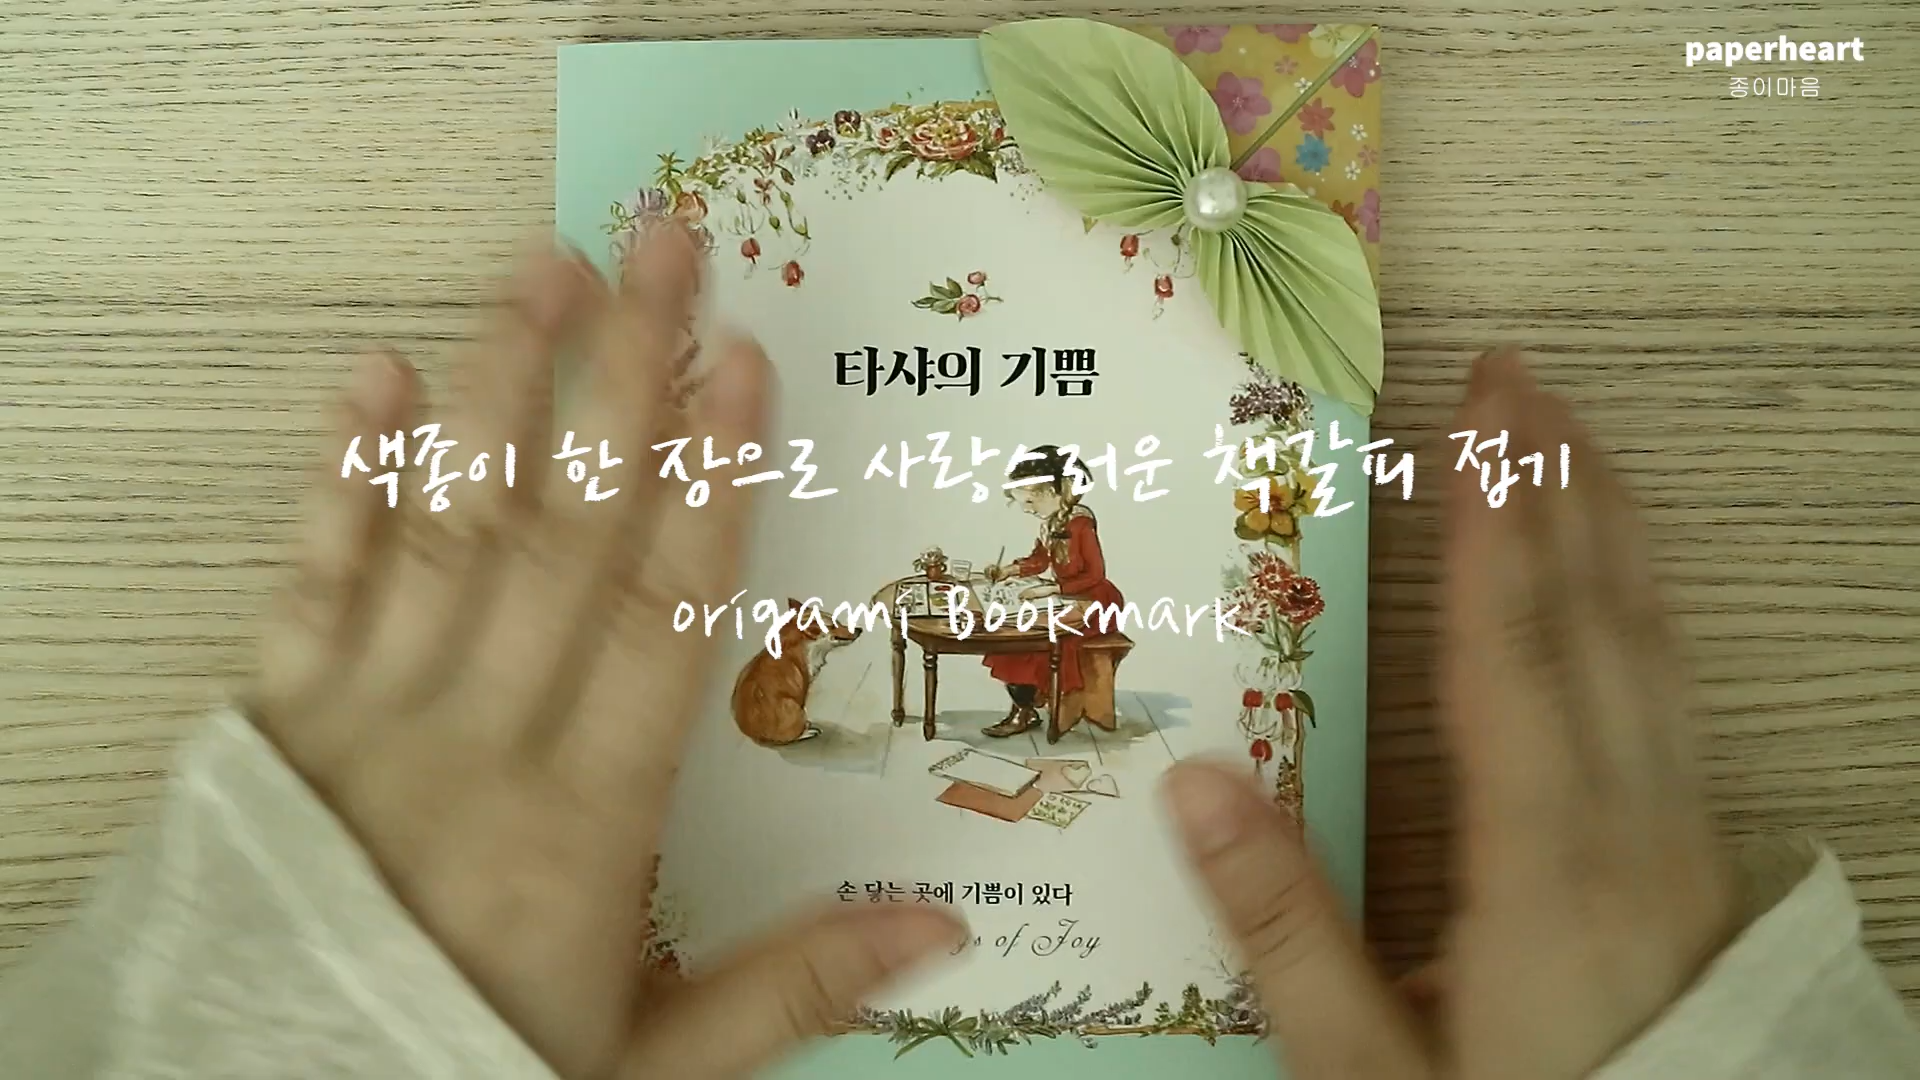 paperheart
종이마음
타샤의 기쁨
색종이 한 장으로 사랑스러운 책갈피 접기
origami Bookmark
손 닿는 곳에 기쁨이 있다
of Joy